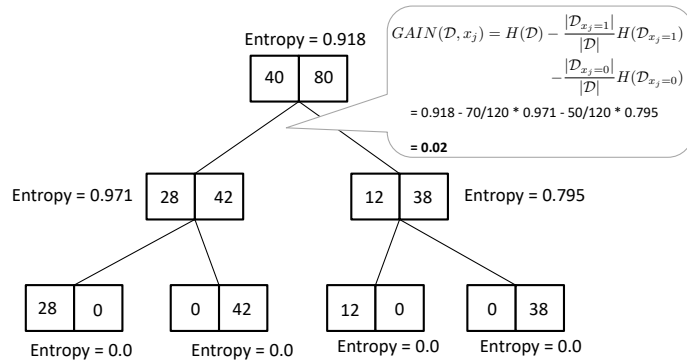 Entropy = 0.918
40 80
GAIN(𝒟, x_j) = H(𝒟) − |𝒟_{x_j=1}|/|𝒟| H(𝒟_{x_j=1})
− |𝒟_{x_j=0}|/|𝒟| H(𝒟_{x_j=0})
= 0.918 - 70/120 * 0.971 - 50/120 * 0.795
= 0.02
Entropy = 0.971
28 42
12 38
Entropy = 0.795
28 0
0 42
12 0
0 38
Entropy = 0.0
Entropy = 0.0
Entropy = 0.0
Entropy = 0.0